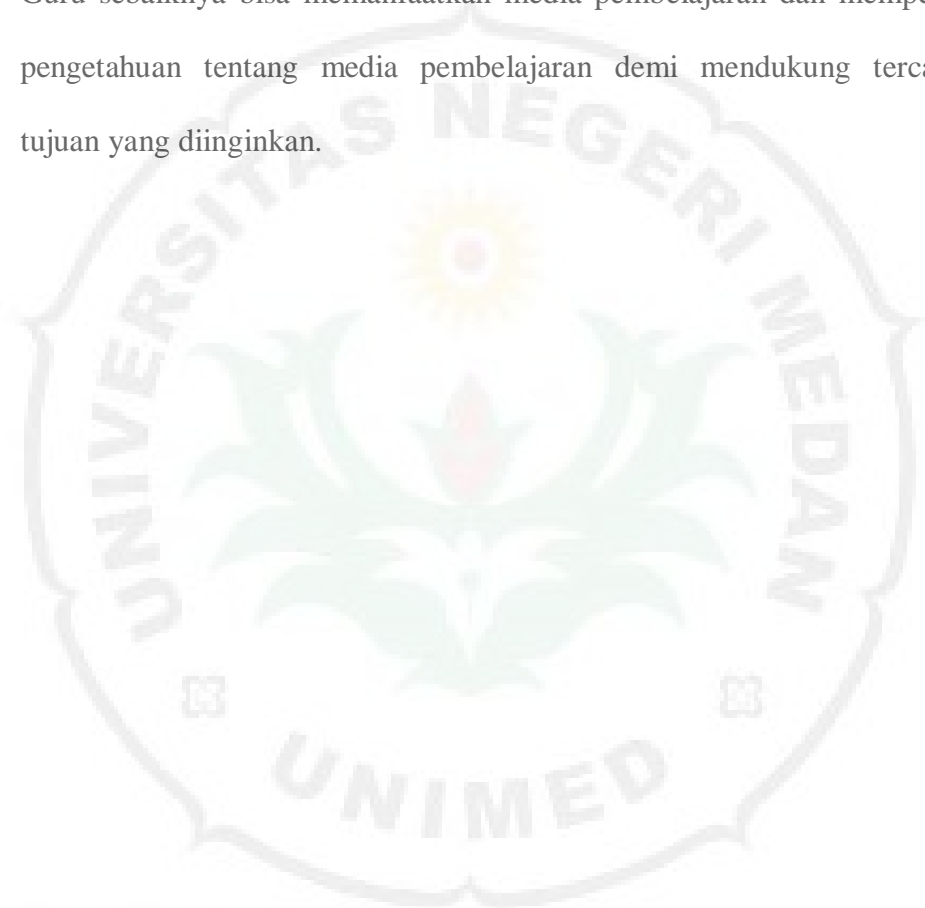 Guru sebaiknya bisa memanfaatkan media pembelajaran dan
pengetahuan tentang media pembelajaran demi mendukung
tujuan yang diinginkan.
UNIVERSITAS NEGERI MEDAN
UNIMED